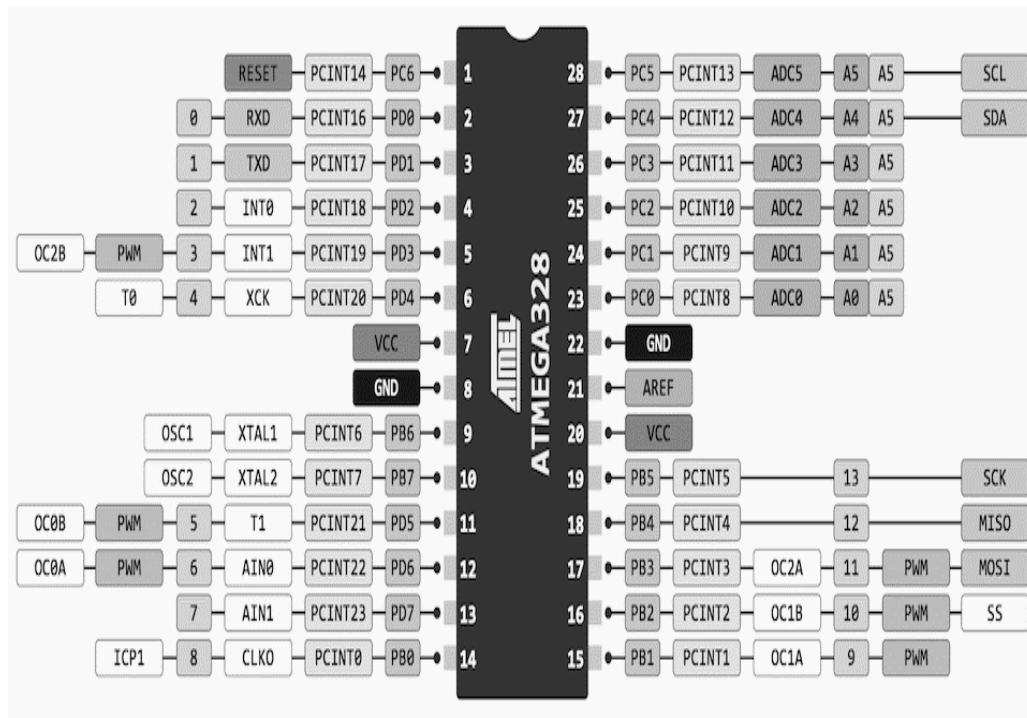 RESET PCINT14 PC6 1 28 PC5 PCINT13 ADC5 A5 A5 SCL
0 RXD PCINT16 PD0 2 27 PC4 PCINT12 ADC4 A4 A5 SDA
1 TXD PCINT17 PD1 3 26 PC3 PCINT11 ADC3 A3 A5
2 INT0 PCINT18 PD2 4 25 PC2 PCINT10 ADC2 A2 A5
OC2B PWM 3 INT1 PCINT19 PD3 5 24 PC1 PCINT9 ADC1 A1 A5
T0 4 XCK PCINT20 PD4 6 23 PC0 PCINT8 ADC0 A0 A5
VCC 7 22 GND
GND 8 21 AREF
ATMEL
ATMEGA328
OSC1 XTAL1 PCINT6 PB6 9 20 VCC
OSC2 XTAL2 PCINT7 PB7 10 19 PB5 PCINT5 13 SCK
OC0B PWM 5 T1 PCINT21 PD5 11 18 PB4 PCINT4 12 MISO
OC0A PWM 6 AIN0 PCINT22 PD6 12 17 PB3 PCINT3 OC2A 11 PWM MOSI
7 AIN1 PCINT23 PD7 13 16 PB2 PCINT2 OC1B 10 PWM SS
ICP1 8 CLKO PCINT0 PB0 14 15 PB1 PCINT1 OC1A 9 PWM